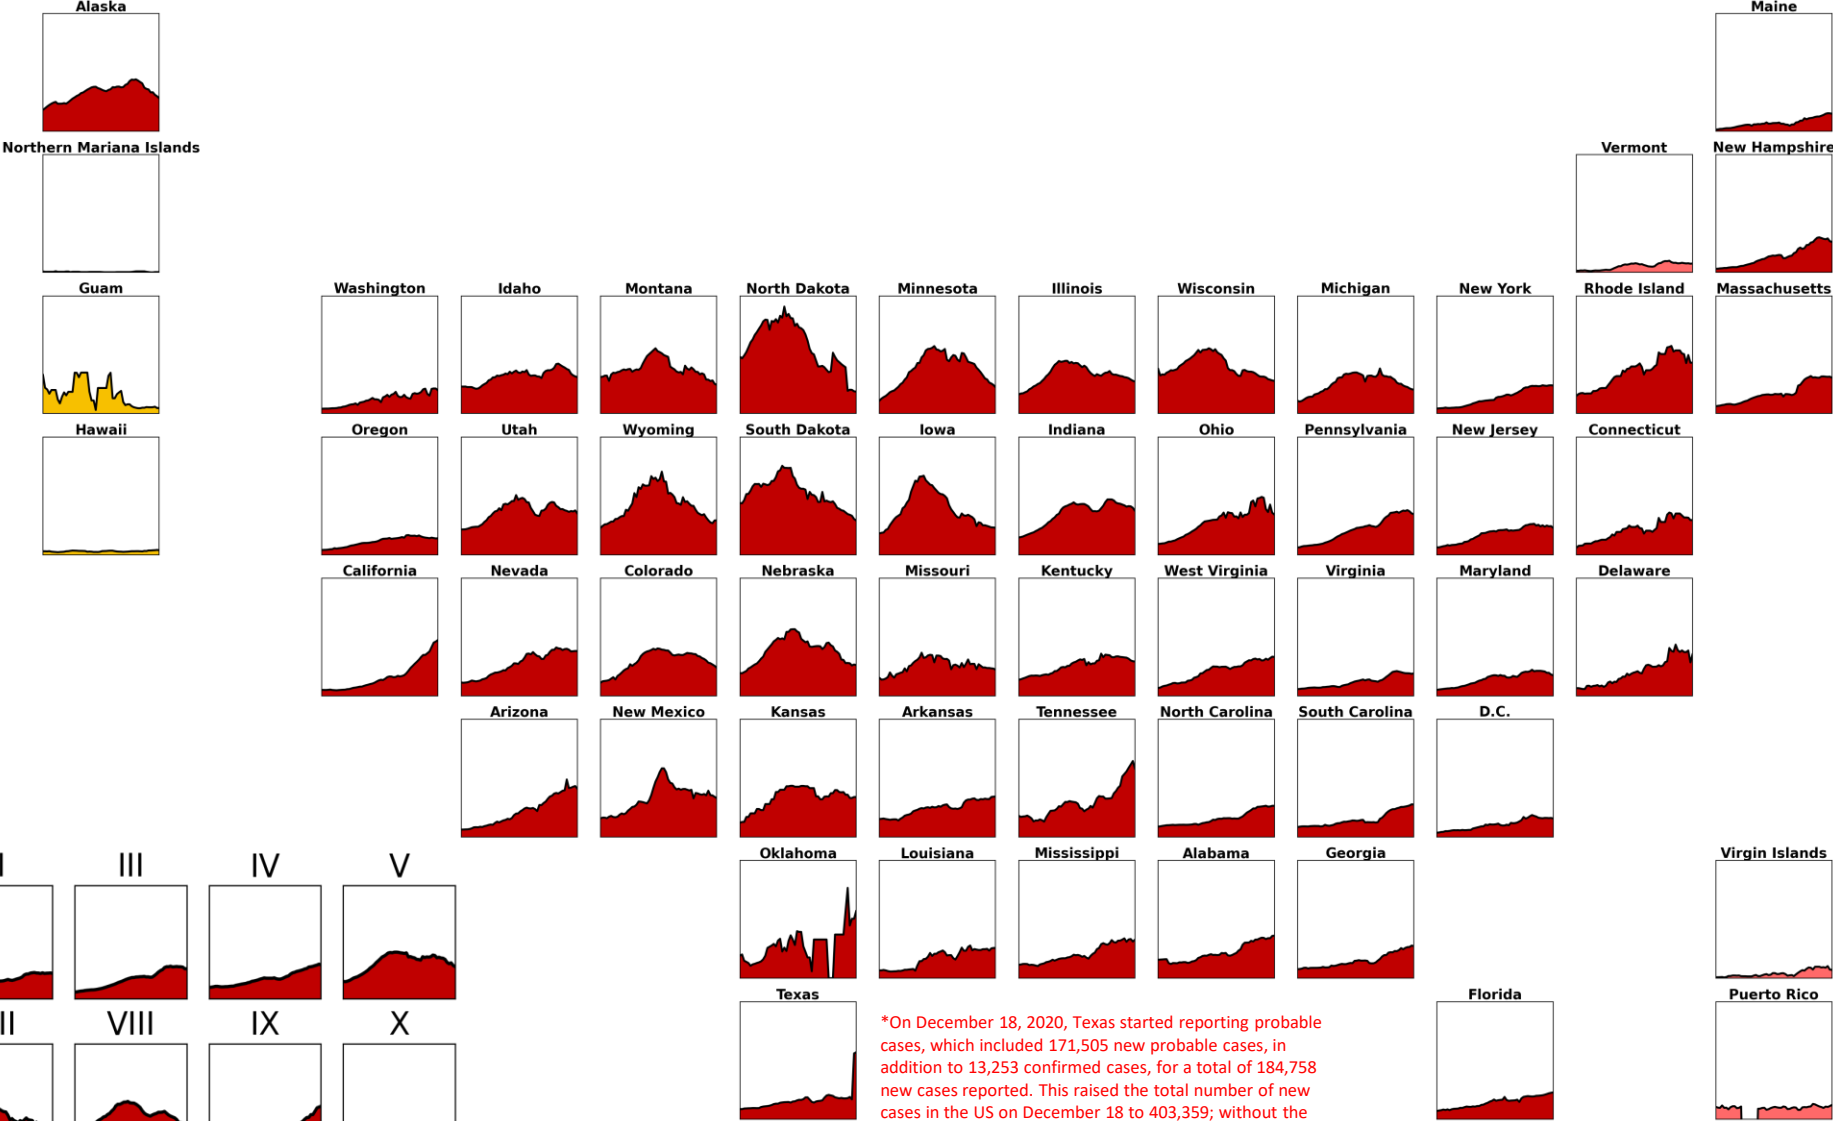 Alaska
Maine
Northern Mariana Islands
Vermont
New Hampshire
Guam
Washington
Idaho
Montana
North Dakota
Minnesota
Illinois
Wisconsin
Michigan
New York
Rhode Island
Massachusetts
Hawaii
Oregon
Utah
Wyoming
South Dakota
Iowa
Indiana
Ohio
Pennsylvania
New Jersey
Connecticut
California
Nevada
Colorado
Nebraska
Missouri
Kentucky
West Virginia
Virginia
Maryland
Delaware
Arizona
New Mexico
Kansas
Arkansas
Tennessee
North Carolina
South Carolina
D.C.
Oklahoma
Louisiana
Mississippi
Alabama
Georgia
Virgin Islands
I
III
IV
V
Texas
Florida
Puerto Rico
II
VIII
IX
X
*On December 18, 2020, Texas started reporting probable
cases, which included 171,505 new probable cases, in
addition to 13,253 confirmed cases, for a total of 184,758
new cases reported. This raised the total number of new
cases in the US on December 18 to 403,359; without the